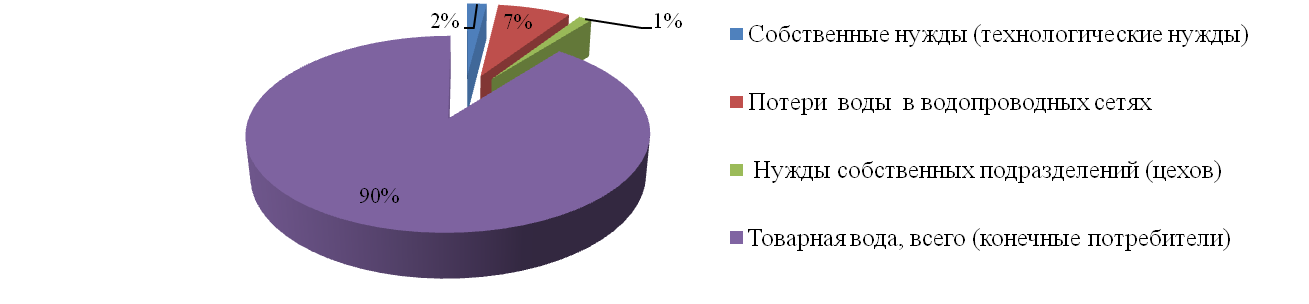 2%
7%
1%
90%
Собственные нужды (технологические нужды)
Потери воды в водопроводных сетях
Нужды собственных подразделений (цехов)
Товарная вода, всего (конечные потребители)